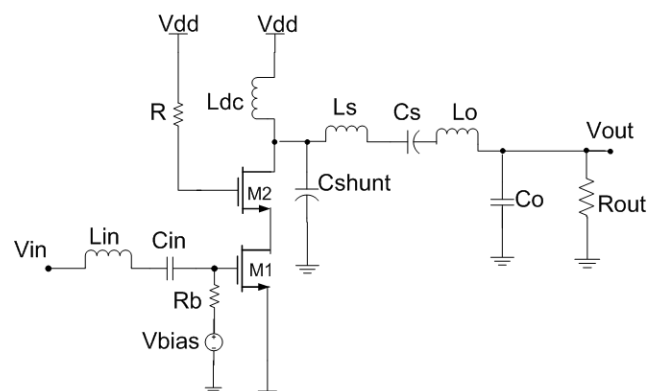 Vdd
Vdd
Ldc
R
Ls
Cs
Lo
Vout
M2
Cshunt
Co
Rout
Vin
Lin
Cin
M1
Rb
Vbias